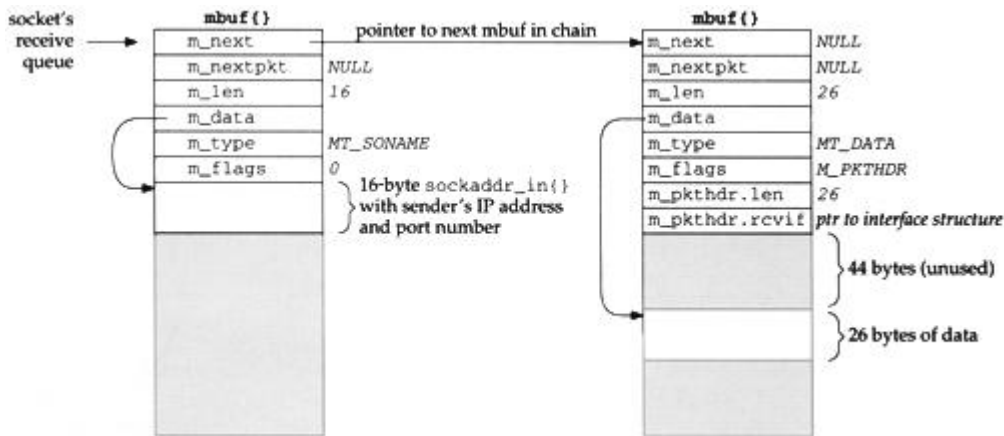 socket's
receive
queue
mbuf{}
m_next
m_nextpkt NULL
m_len 16
m_data
m_type MT_SONAME
m_flags 0
16-byte sockaddr_in{}
with sender's IP address
and port number
pointer to next mbuf in chain
mbuf{}
m_next NULL
m_nextpkt NULL
m_len 26
m_data
m_type MT_DATA
m_flags M_PKTHDR
m_pkthdr.len 26
m_pkthdr.rcvif ptr to interface structure
44 bytes (unused)
26 bytes of data